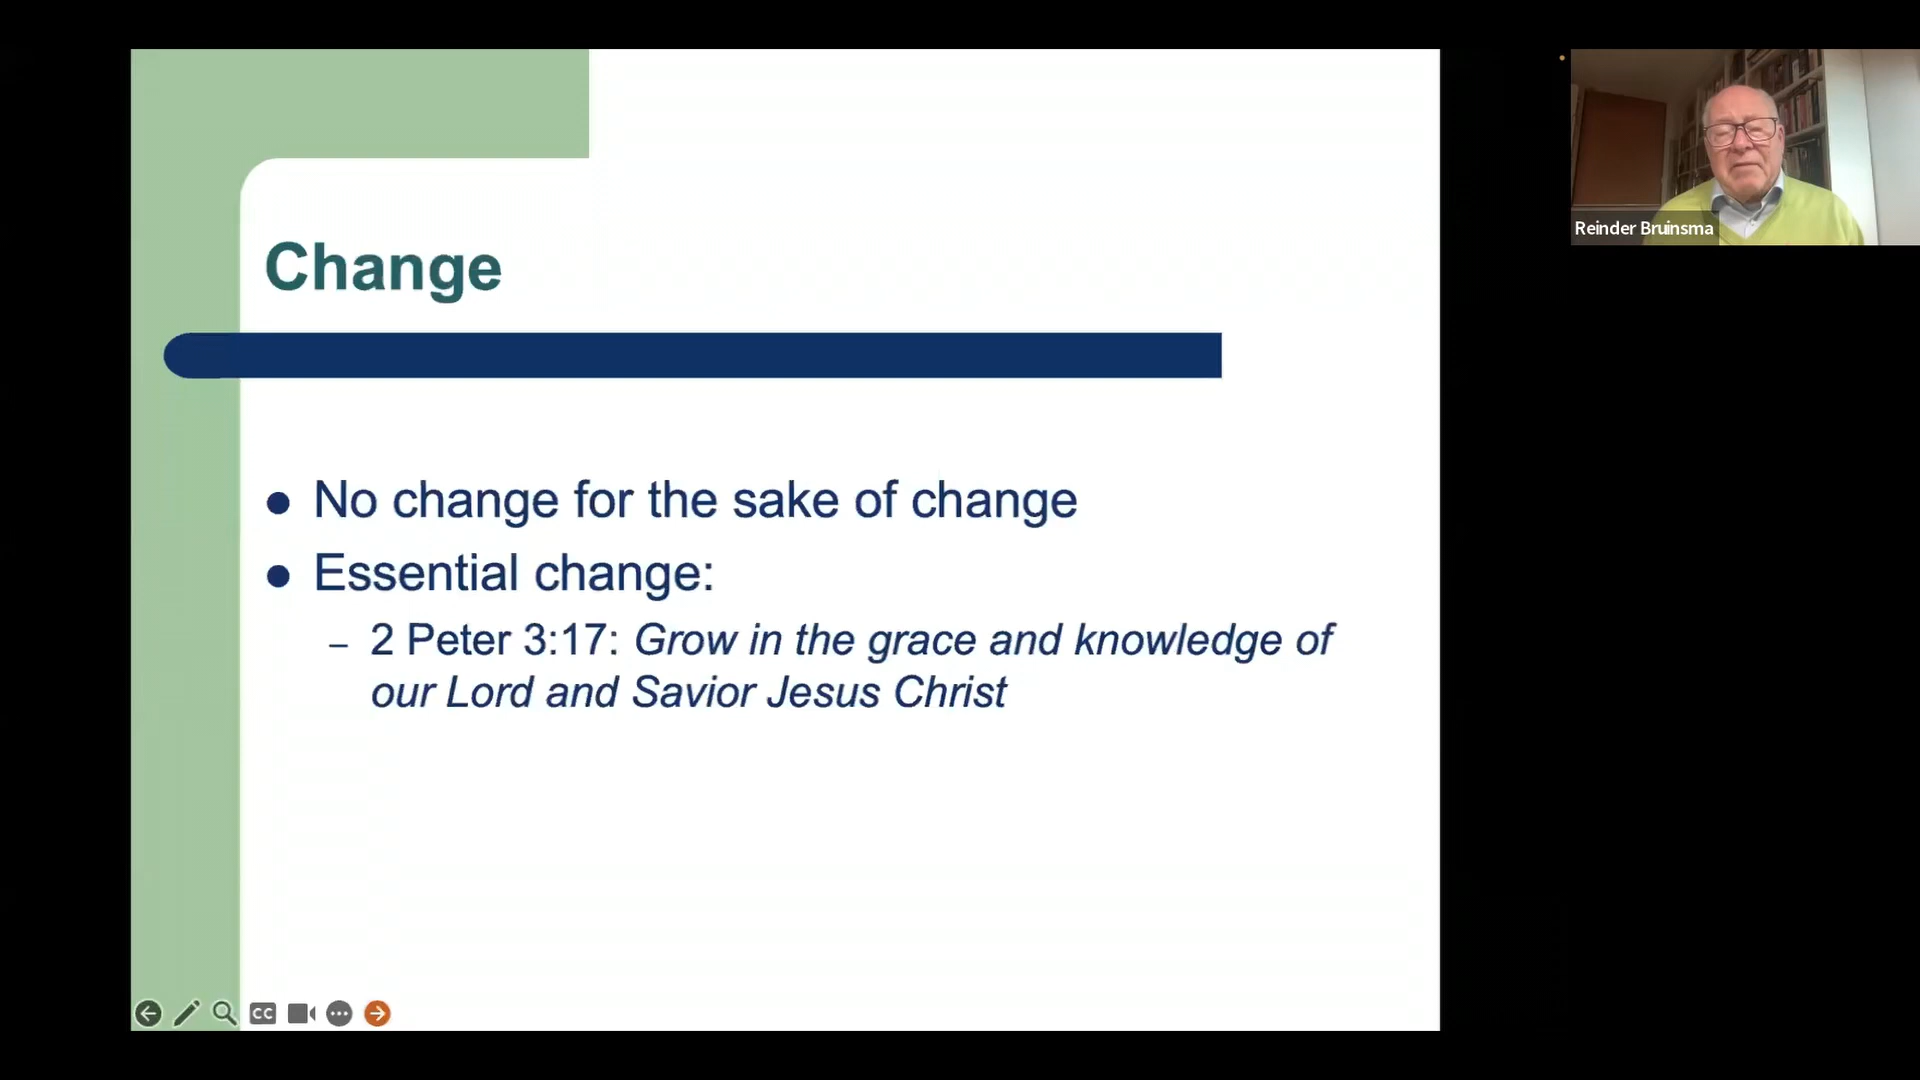 Change
No change for the sake of change
Essential change:
– 2 Peter 3:17: Grow in the grace and knowledge of
our Lord and Savior Jesus Christ
Reinder Bruinsma
CC